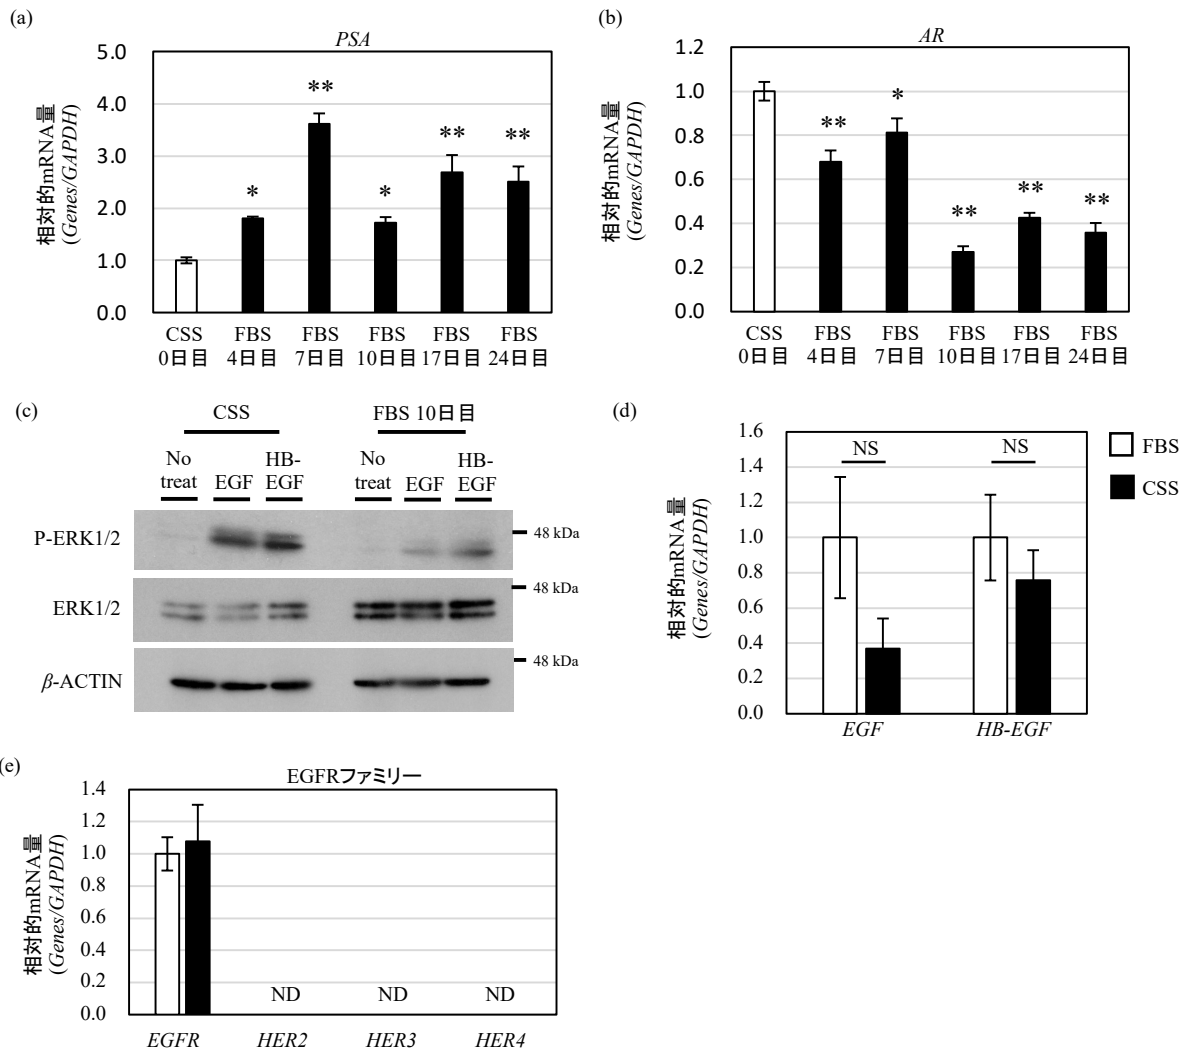 (a)
PSA
相対的mRNA量
(Genes/GAPDH)
5.0
4.0
3.0
2.0
1.0
0.0
*
**
*
**
**
CSS
0日目
FBS
4日目
FBS
7日目
FBS
10日目
FBS
17日目
FBS
24日目
(b)
AR
相対的mRNA量
(Genes/GAPDH)
1.2
1.0
0.8
0.6
0.4
0.2
0.0
**
*
**
**
**
CSS
0日目
FBS
4日目
FBS
7日目
FBS
10日目
FBS
17日目
FBS
24日目
(c)
CSS
FBS 10日目
No
treat
EGF
HB-
EGF
No
treat
EGF
HB-
EGF
P-ERK1/2
48 kDa
ERK1/2
48 kDa
β-ACTIN
48 kDa
(d)
相対的mRNA量
(Genes/GAPDH)
1.6
1.4
1.2
1.0
0.8
0.6
0.4
0.2
0.0
NS
NS
EGF
HB-EGF
FBS
CSS
(e)
EGFRファミリー
相対的mRNA量
(Genes/GAPDH)
1.4
1.2
1.0
0.8
0.6
0.4
0.2
0.0
ND
ND
ND
EGFR
HER2
HER3
HER4